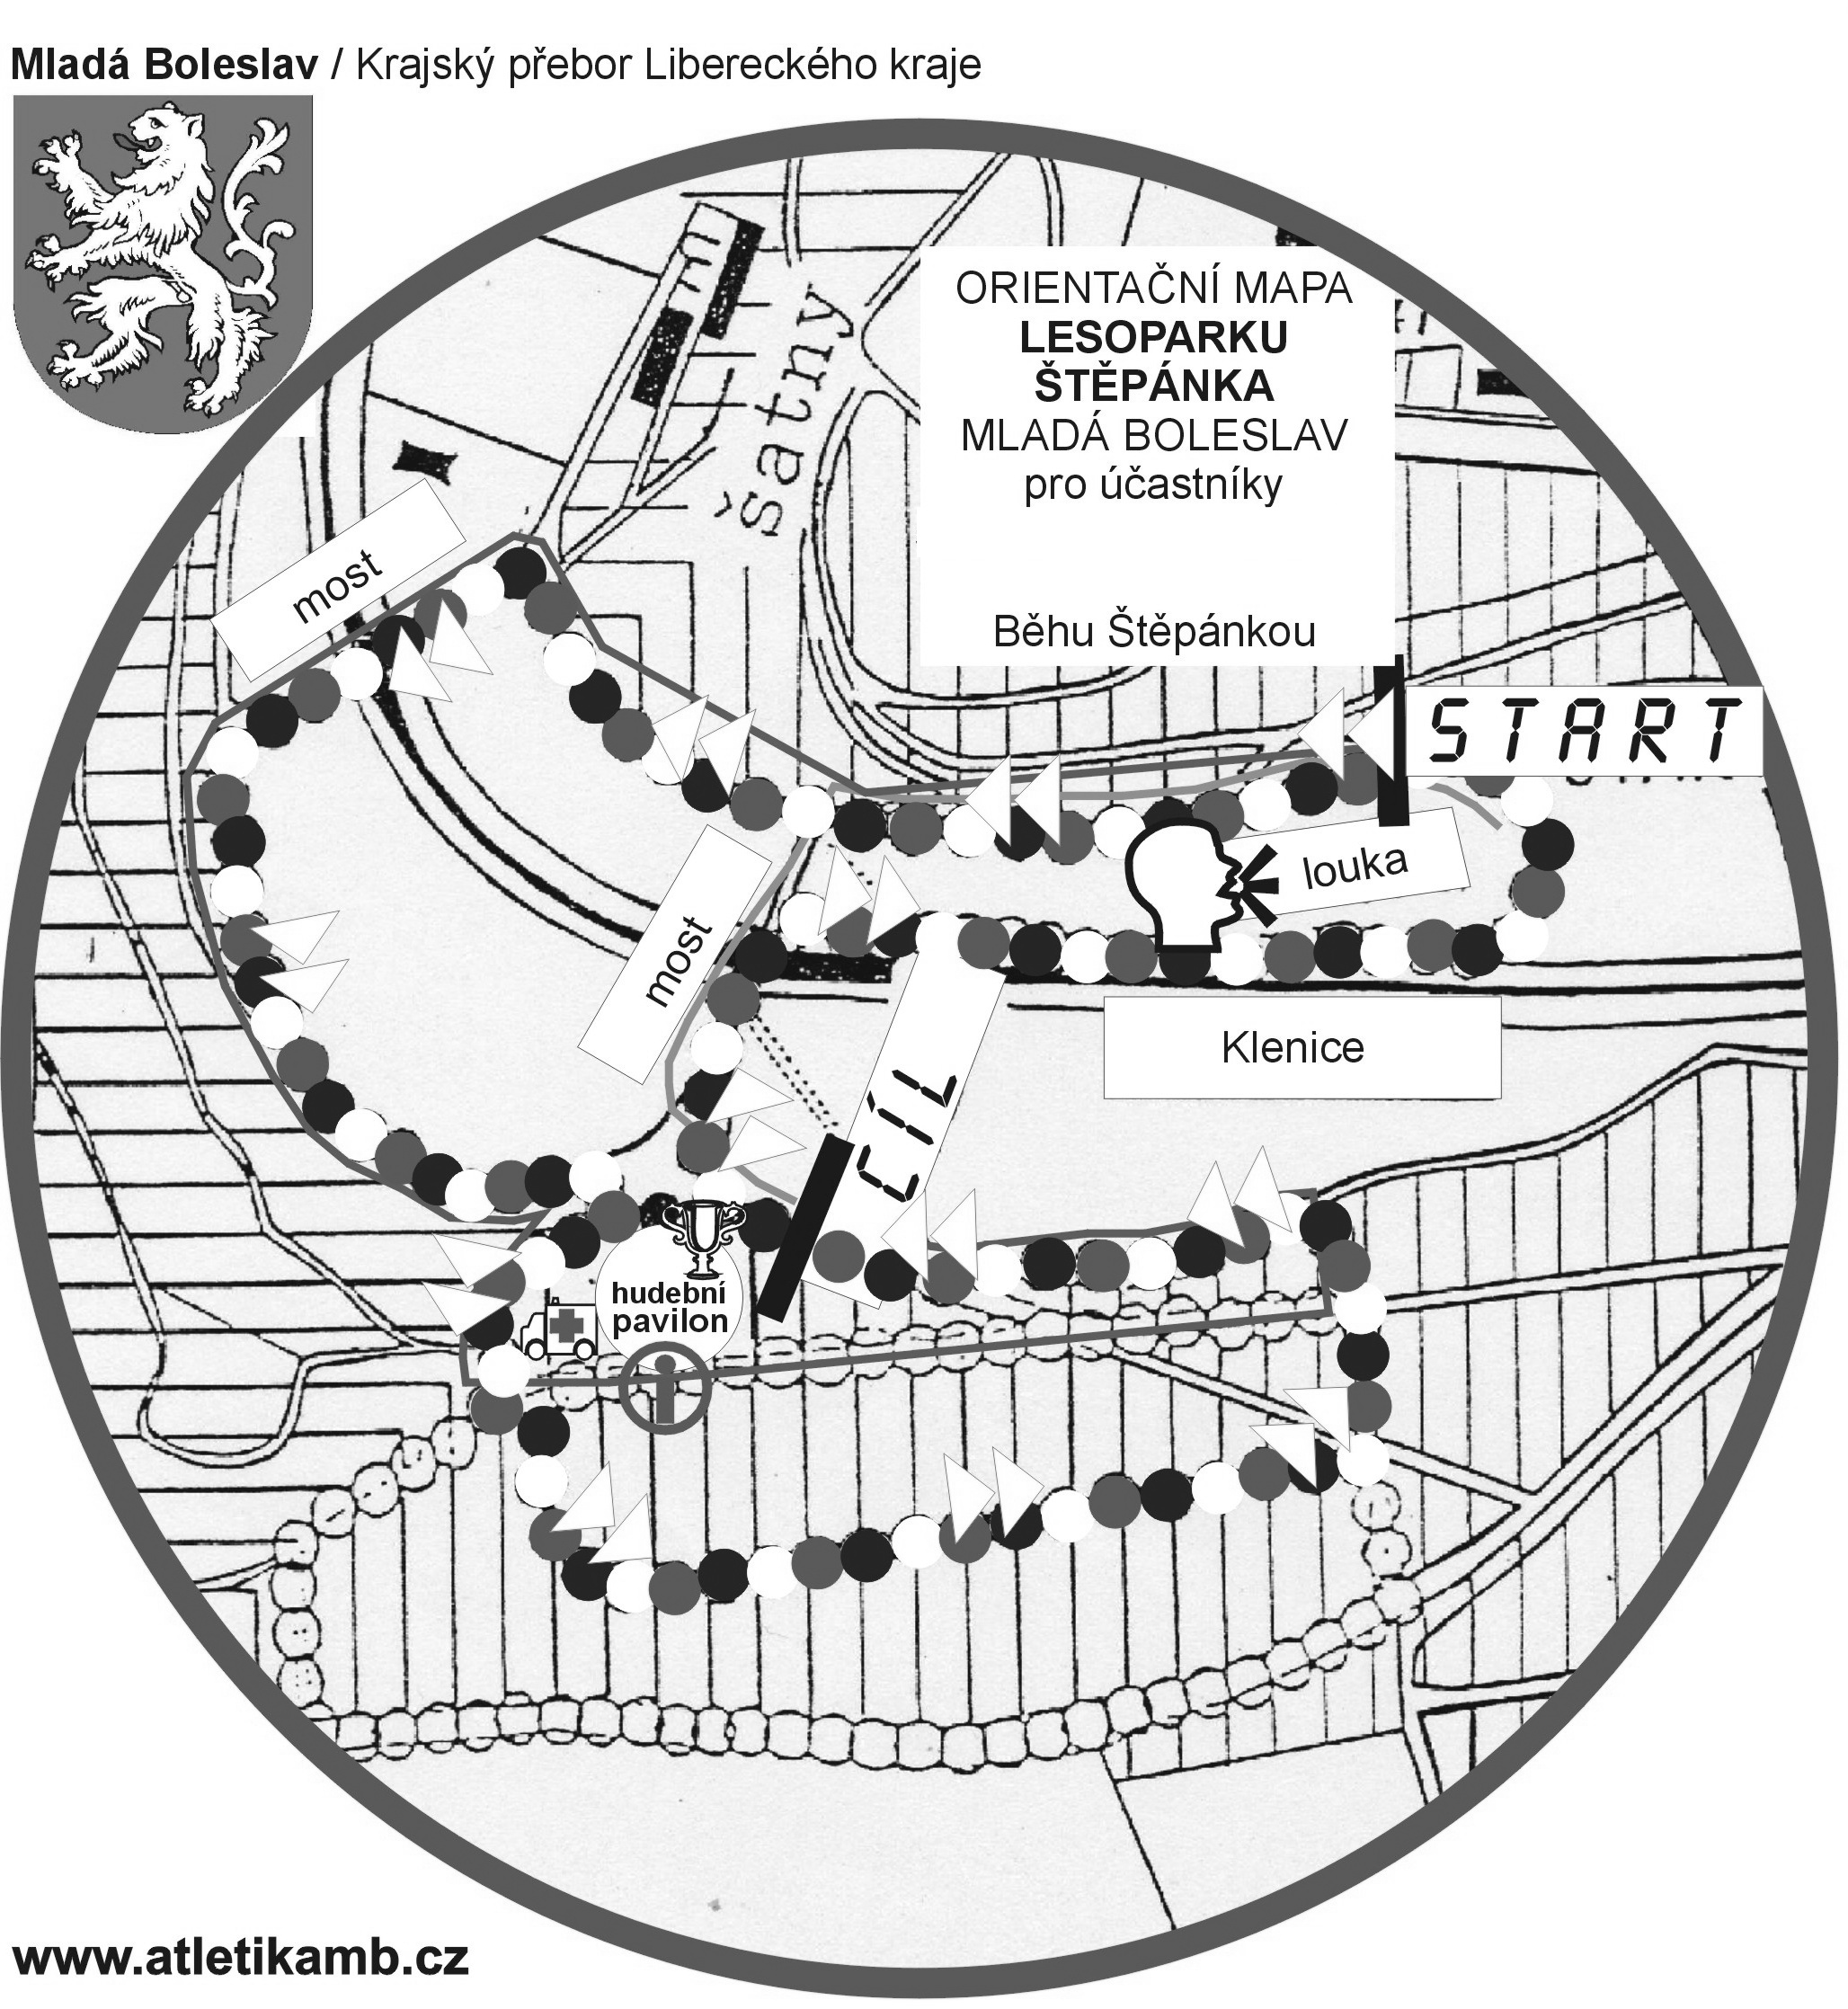 Mladá Boleslav / Krajský přebor Libereckého kraje
ORIENTAČNÍ MAPA
LESOPARKU
ŠTĚPÁNKA
MLADÁ BOLESLAV
pro účastníky
Běhu Štěpánkou
šatny
most
START
louka
most
Klenice
CÍL
hudební
pavilon
www.atletikamb.cz